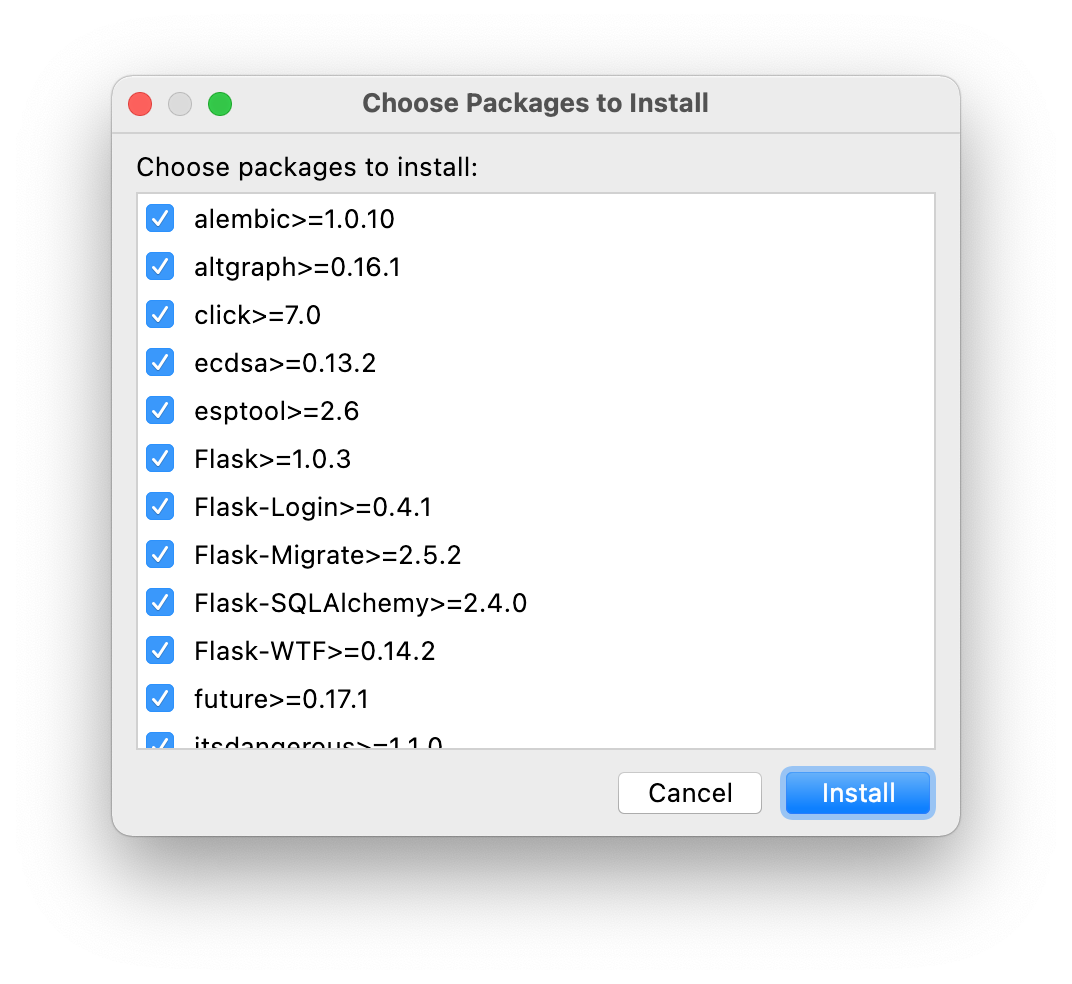 Choose Packages to Install
Choose packages to install:
alembic>=1.0.10
altgraph>=0.16.1
click>=7.0
ecdsa>=0.13.2
esptool>=2.6
Flask>=1.0.3
Flask-Login>=0.4.1
Flask-Migrate>=2.5.2
Flask-SQLAlchemy>=2.4.0
Flask-WTF>=0.14.2
future>=0.17.1
itsdangerous>=1.1.0
Cancel
Install